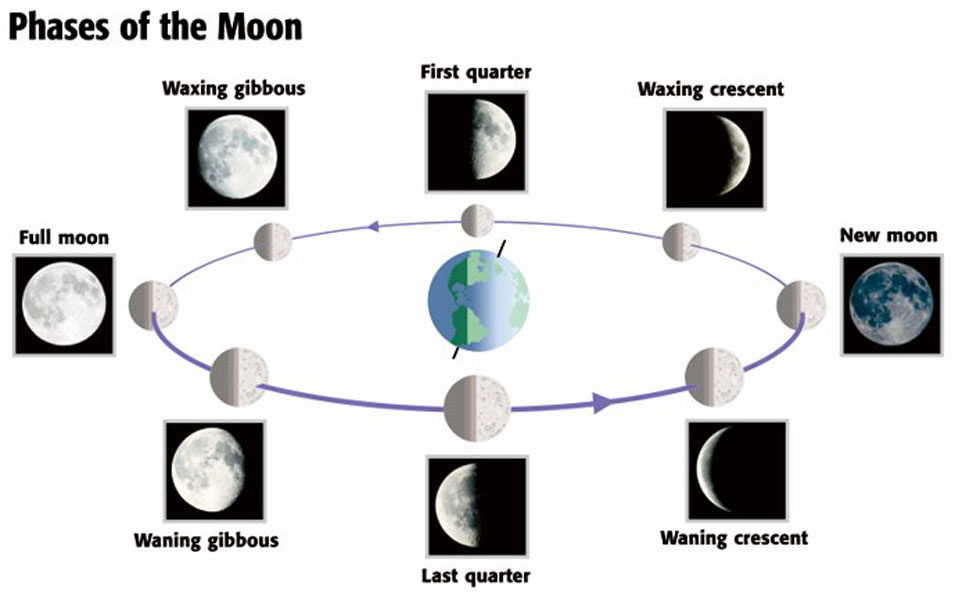 Phases of the Moon
Waxing gibbous
First quarter
Waxing crescent
Full moon
New moon
Waning gibbous
Last quarter
Waning crescent